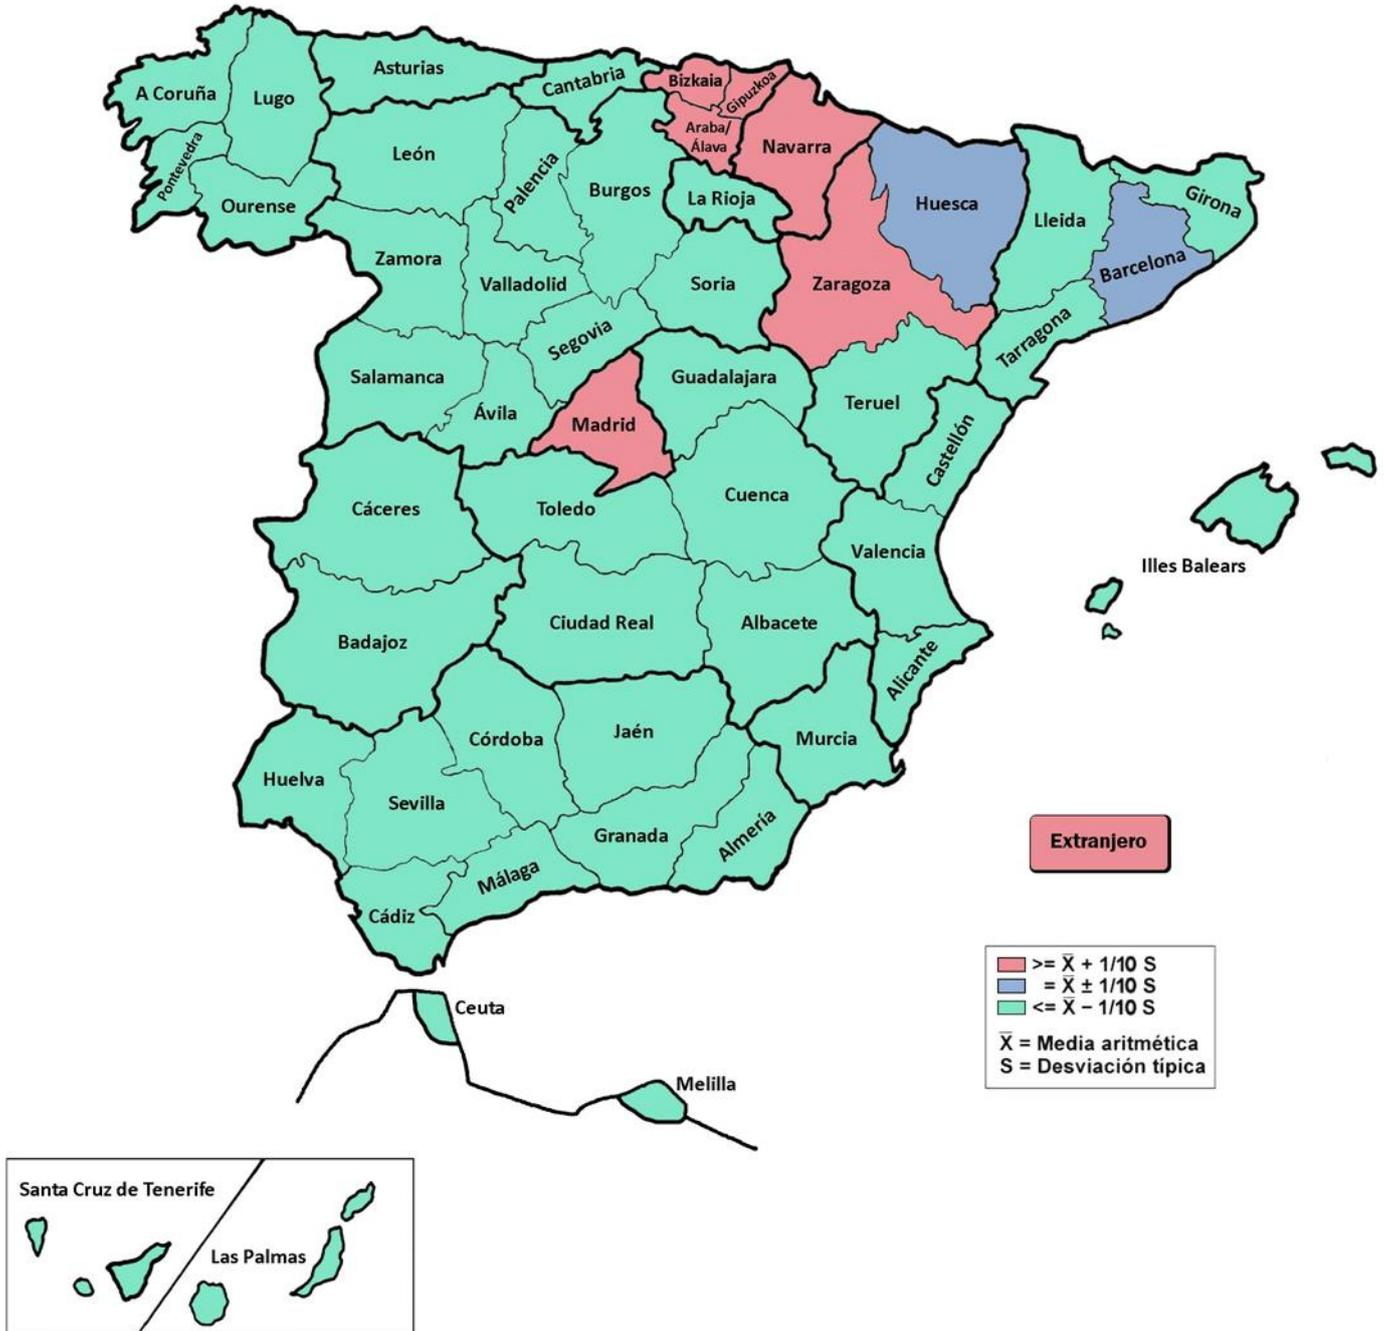 A Coruña
Lugo
Asturias
Cantabria
Bizkaia
Gipuzkoa
Araba/
Álava
Navarra
Pontevedra
Ourense
León
Palencia
Burgos
La Rioja
Huesca
Lleida
Girona
Barcelona
Zamora
Valladolid
Soria
Zaragoza
Segovia
Tarragona
Salamanca
Ávila
Guadalajara
Teruel
Madrid
Castellón
Cáceres
Toledo
Cuenca
Valencia
Illes Balears
Badajoz
Ciudad Real
Albacete
Alicante
Huelva
Sevilla
Córdoba
Jaén
Murcia
Granada
Almería
Málaga
Cádiz
Extranjero
Ceuta
Melilla
>= X̅ + 1/10 S
= X̅ ± 1/10 S
<= X̅ − 1/10 S
X̅ = Media aritmética
S = Desviación típica
Santa Cruz de Tenerife
Las Palmas